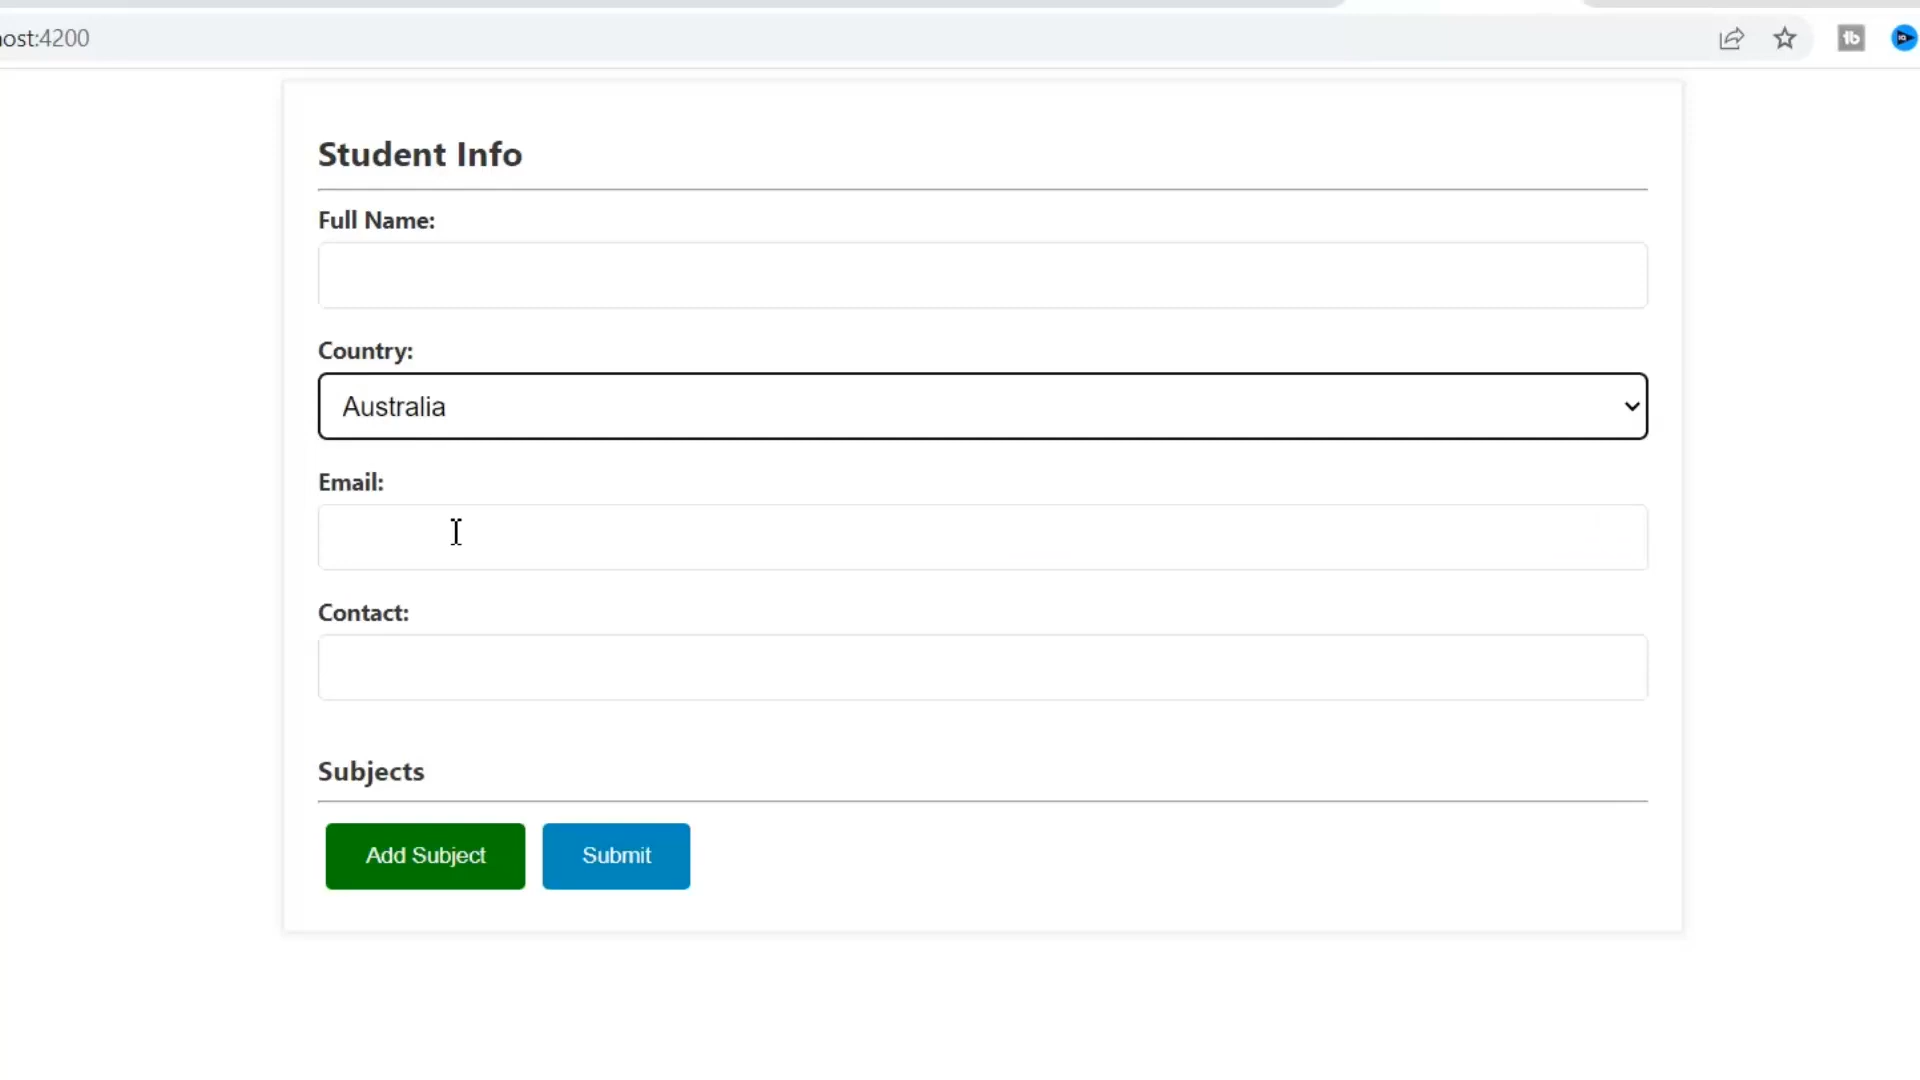 ost:4200
Student Info
Full Name:
Country:
Australia
Email:
Contact:
Subjects
Add Subject
Submit